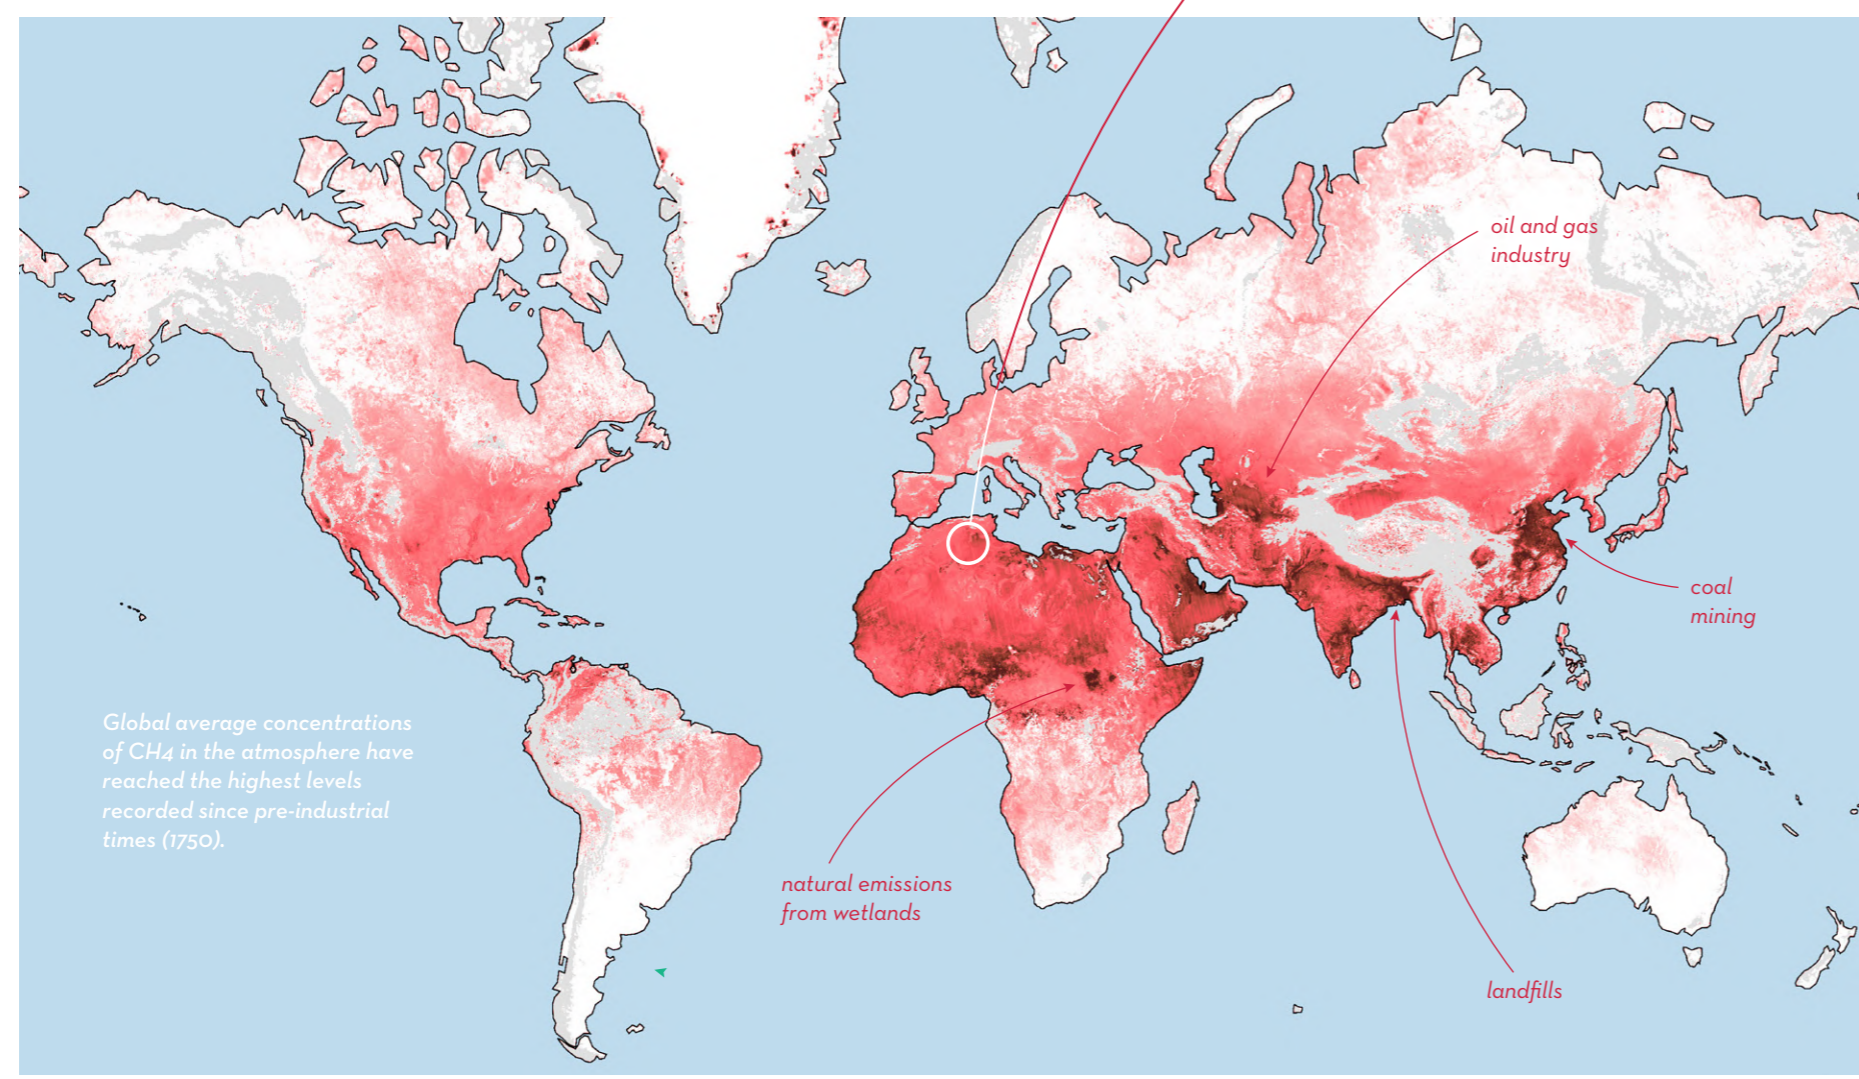 oil and gas
industry
coal
mining
Global average concentrations
of CH4 in the atmosphere have
reached the highest levels
recorded since pre-industrial
times (1750).
natural emissions
from wetlands
landfills